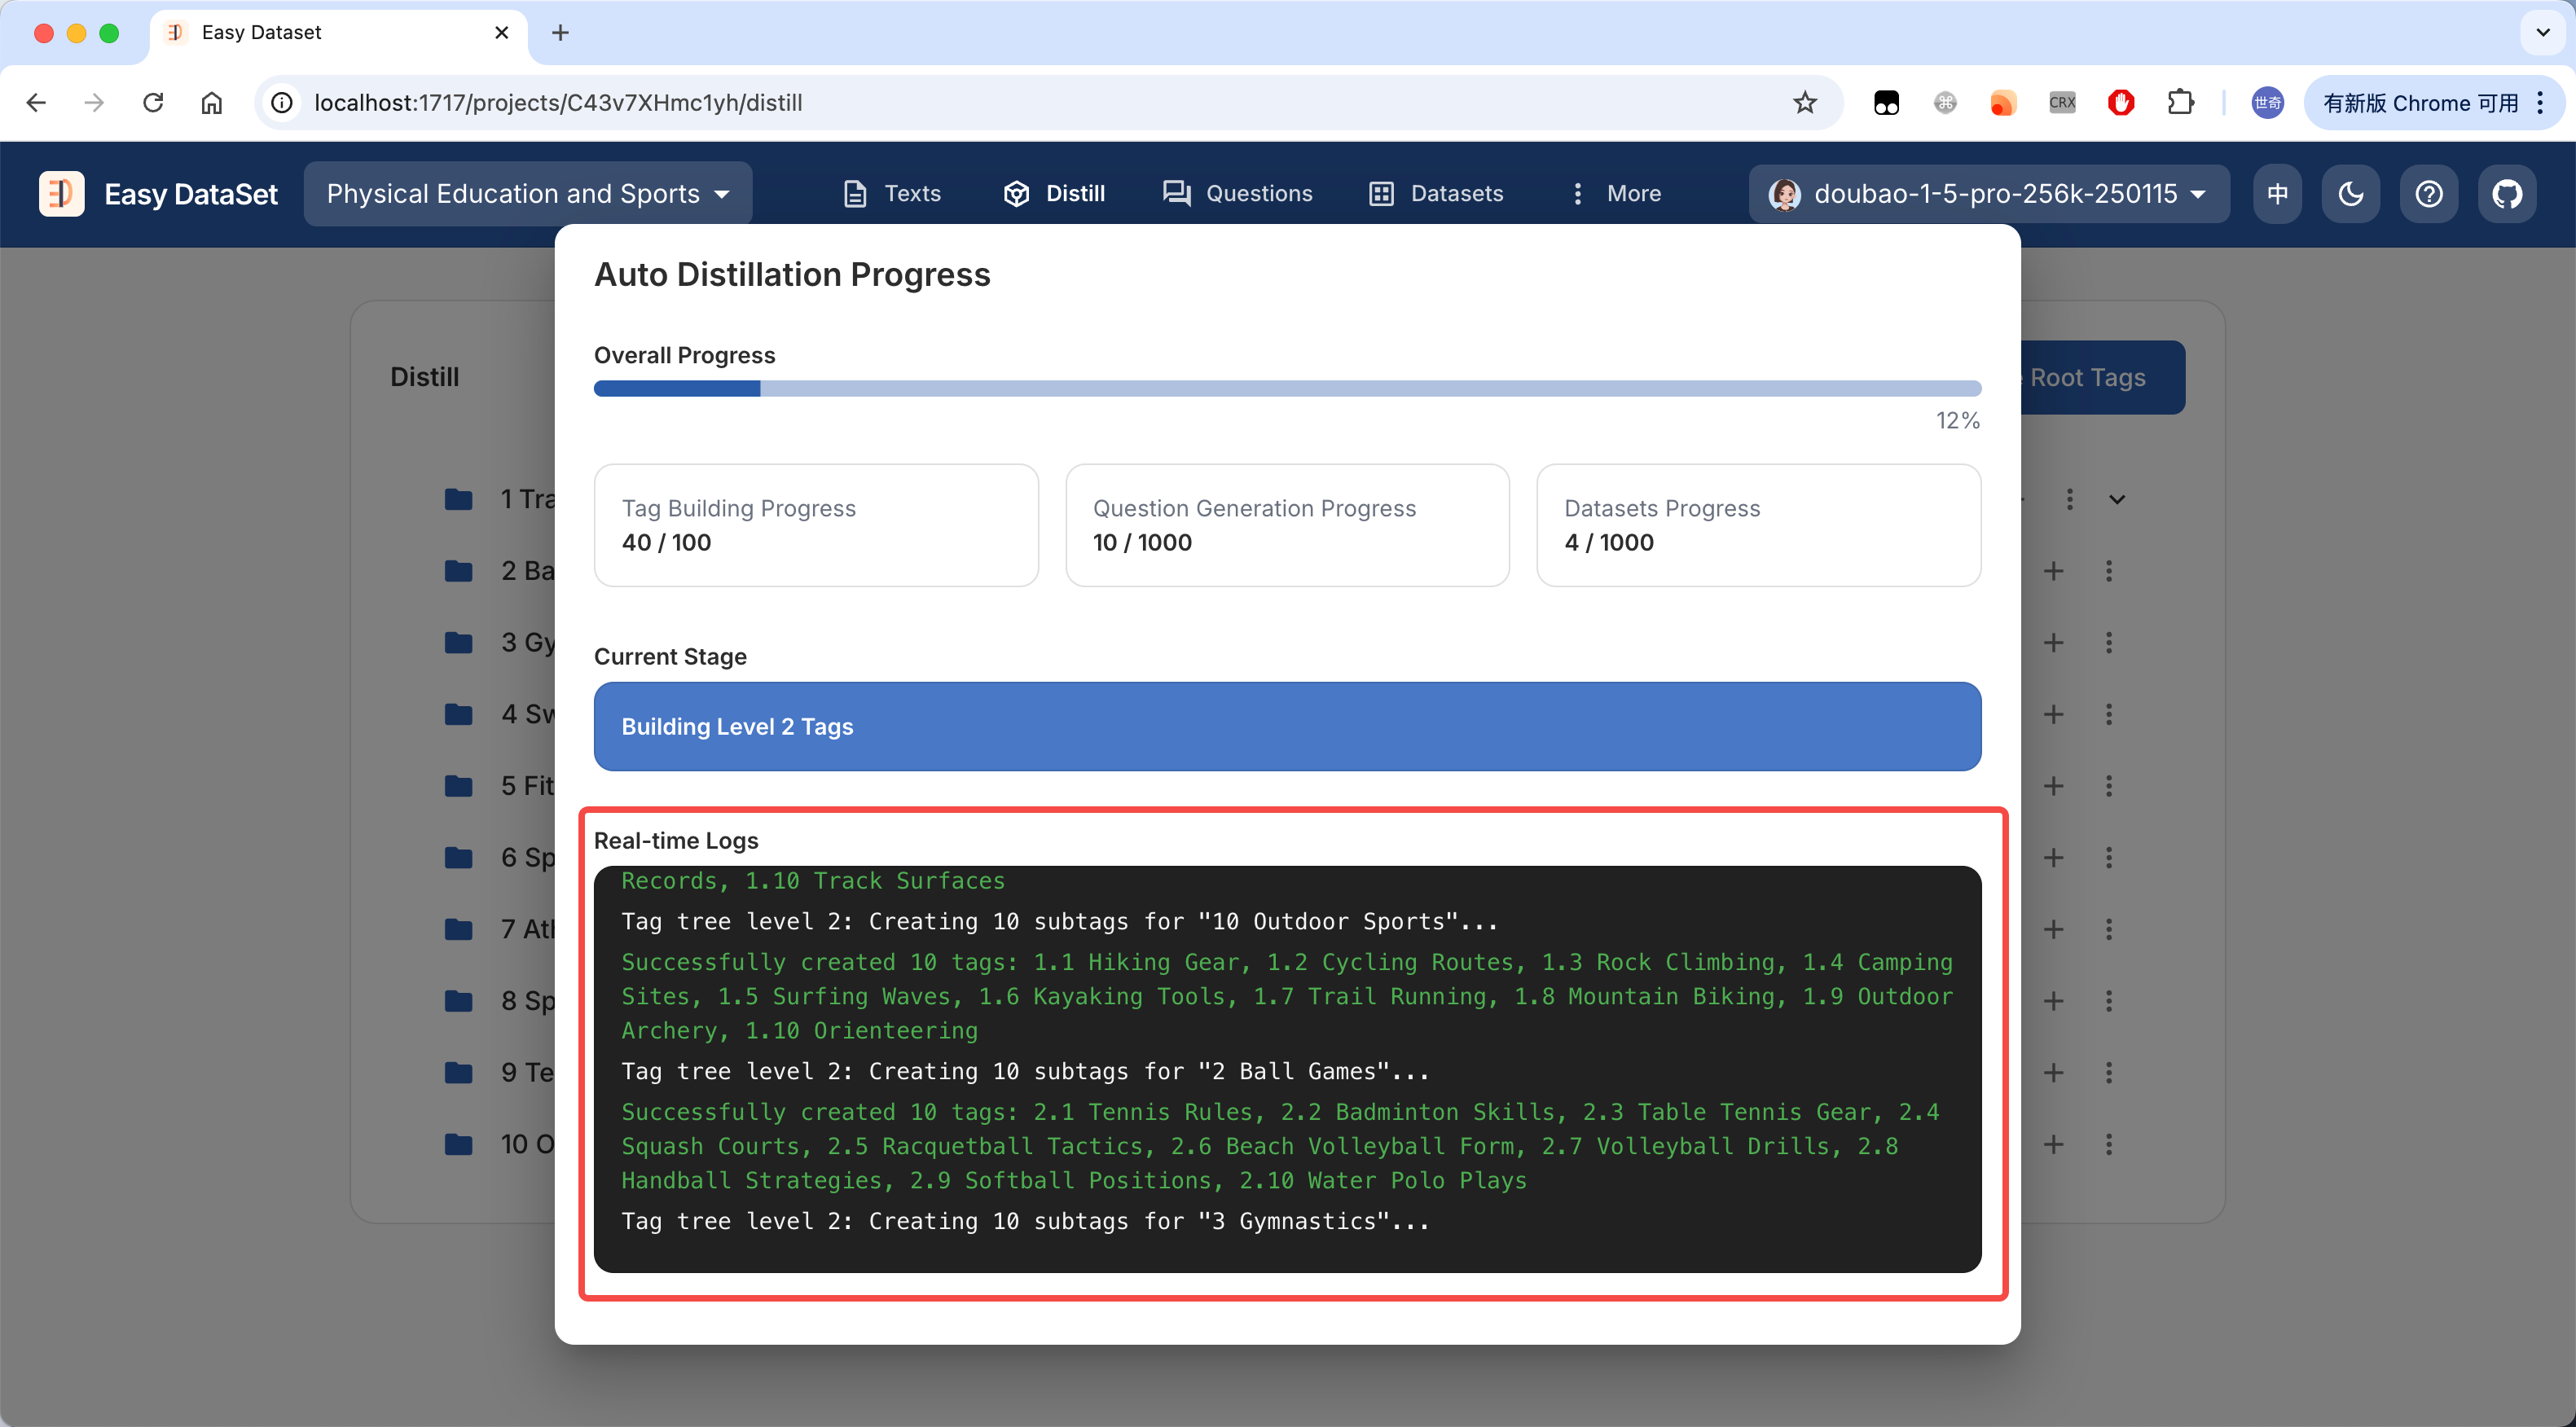 Easy Dataset
localhost:1717/projects/C43v7XHmc1yh/distill
CRX
世奇
有新版 Chrome 可用
Easy DataSet
Physical Education and Sports
Texts
Distill
Questions
Datasets
More
doubao-1-5-pro-256k-250115
中
Auto Distillation Progress
Overall Progress
12%
Distill
Root Tags
Tag Building Progress
40 / 100
Question Generation Progress
10 / 1000
Datasets Progress
4 / 1000
Current Stage
Building Level 2 Tags
1 Tra
2 Ba
3 Gy
4 Sw
5 Fit
6 Sp
7 Ath
8 Sp
9 Te
10 O
Real-time Logs
Records, 1.10 Track Surfaces
Tag tree level 2: Creating 10 subtags for "10 Outdoor Sports"...
Successfully created 10 tags: 1.1 Hiking Gear, 1.2 Cycling Routes, 1.3 Rock Climbing, 1.4 Camping
Sites, 1.5 Surfing Waves, 1.6 Kayaking Tools, 1.7 Trail Running, 1.8 Mountain Biking, 1.9 Outdoor
Archery, 1.10 Orienteering
Tag tree level 2: Creating 10 subtags for "2 Ball Games"...
Successfully created 10 tags: 2.1 Tennis Rules, 2.2 Badminton Skills, 2.3 Table Tennis Gear, 2.4
Squash Courts, 2.5 Racquetball Tactics, 2.6 Beach Volleyball Form, 2.7 Volleyball Drills, 2.8
Handball Strategies, 2.9 Softball Positions, 2.10 Water Polo Plays
Tag tree level 2: Creating 10 subtags for "3 Gymnastics"...